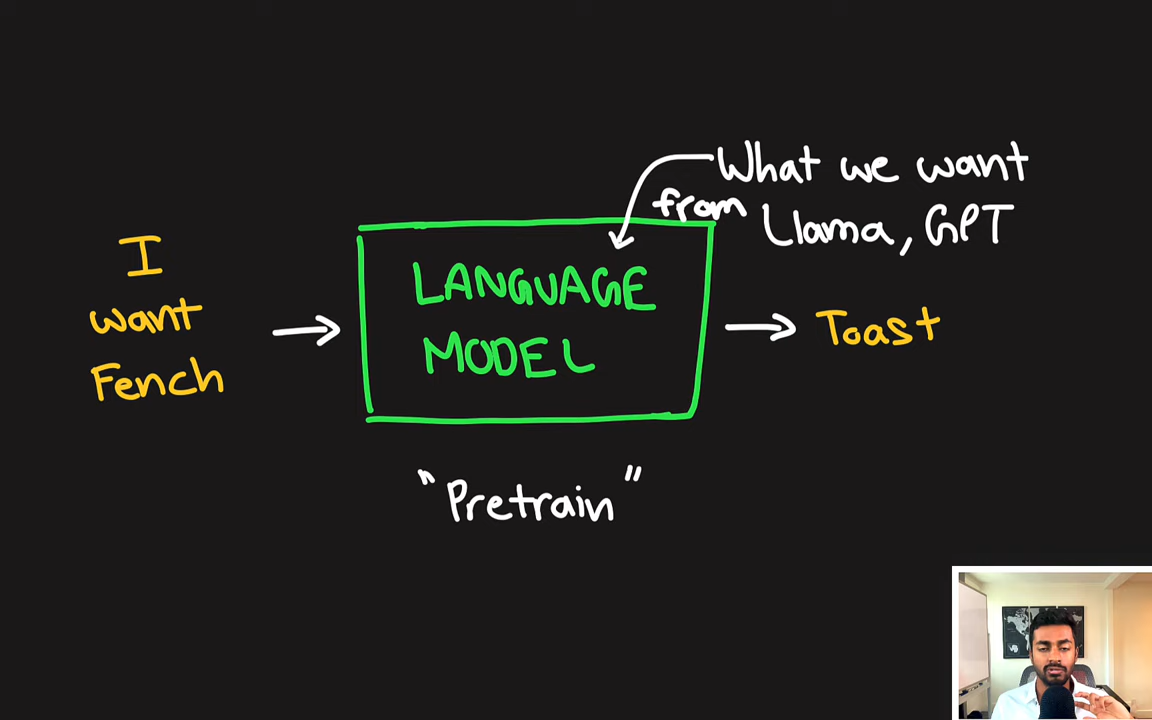 What we want
from Llama, GPT
I
want
Fench
LANGUAGE
MODEL
Toast
"Pretrain"